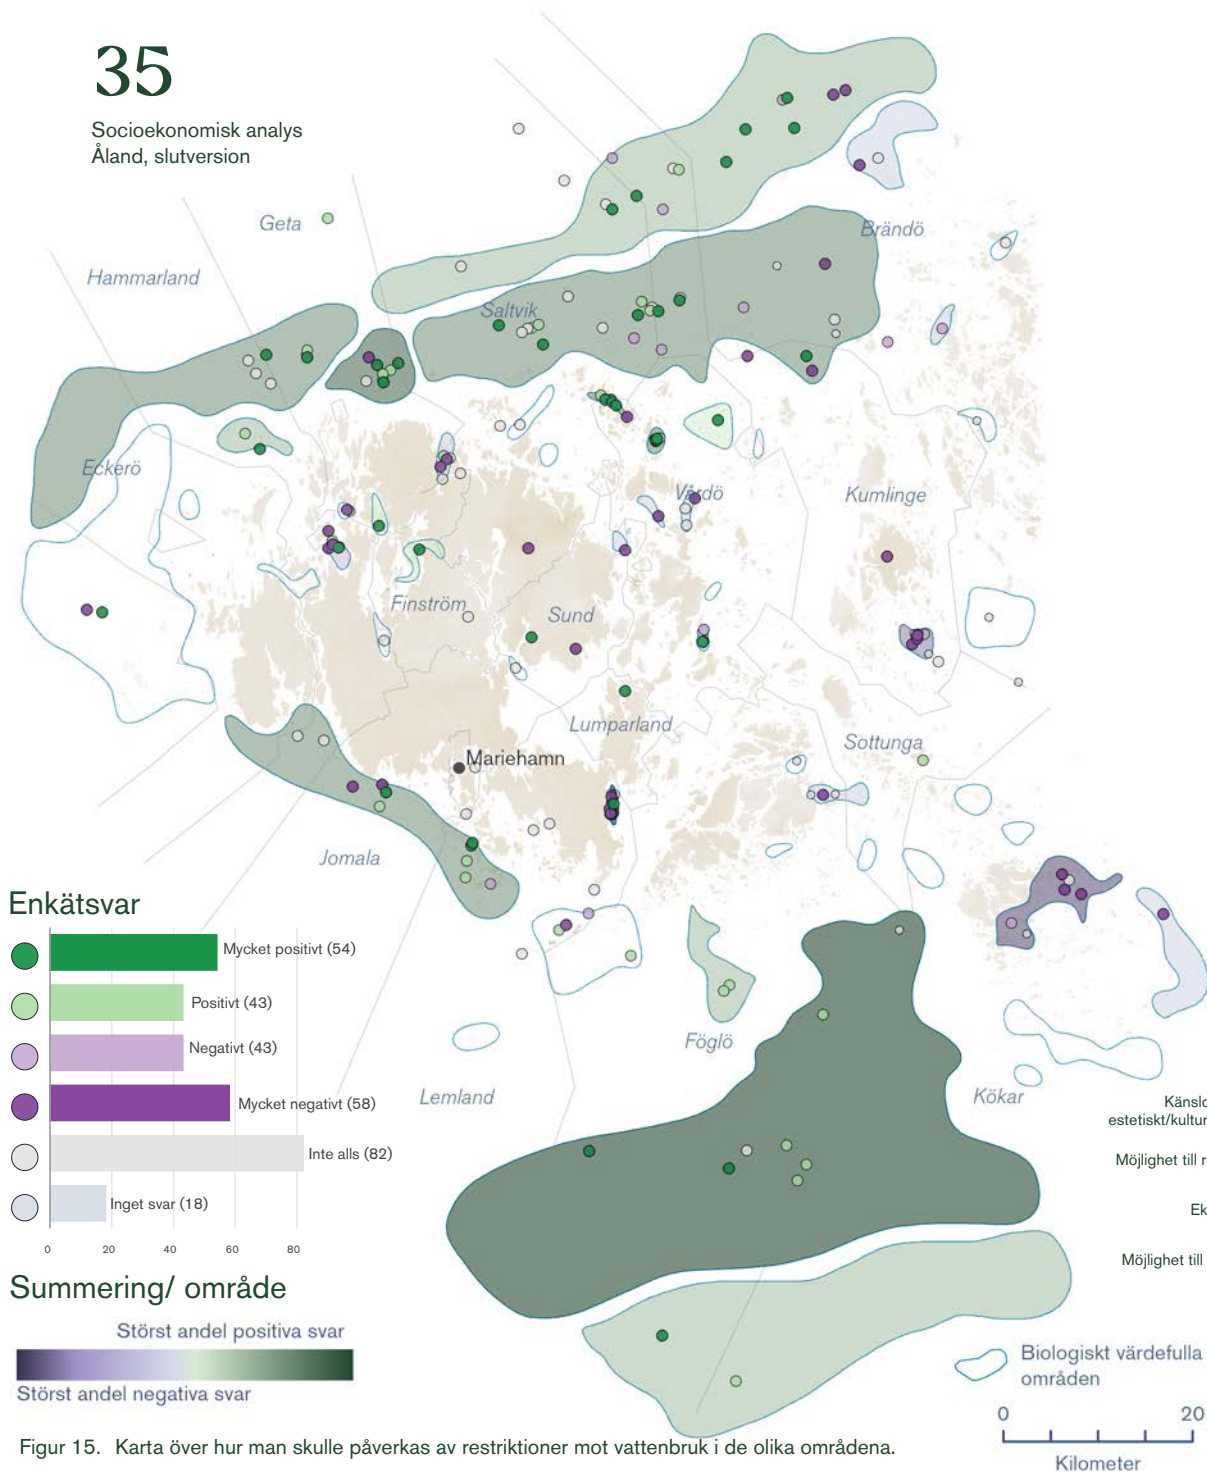 35
Socioekonomisk analys
Åland, slutversion
Geta
Hammarland
Brändö
Saltvik
Eckerö
Vårdö
Kumlinge
Finström
Sund
Lumparland
Sottunga
Mariehamn
Jomala
Föglö
Lemland
Kökar
Enkätsvar
Mycket positivt (54)
Positivt (43)
Negativt (43)
Mycket negativt (58)
Inte alls (82)
Inget svar (18)
0 20 40 60 80
Summering/ område
Störst andel positiva svar
Störst andel negativa svar
estetiskt/kultur
Möjlighet till
Möjlighet till
Biologiskt värdefulla
områden
0 20
Kilometer
Figur 15. Karta över hur man skulle påverkas av restriktioner mot vattenbruk i de olika områdena.